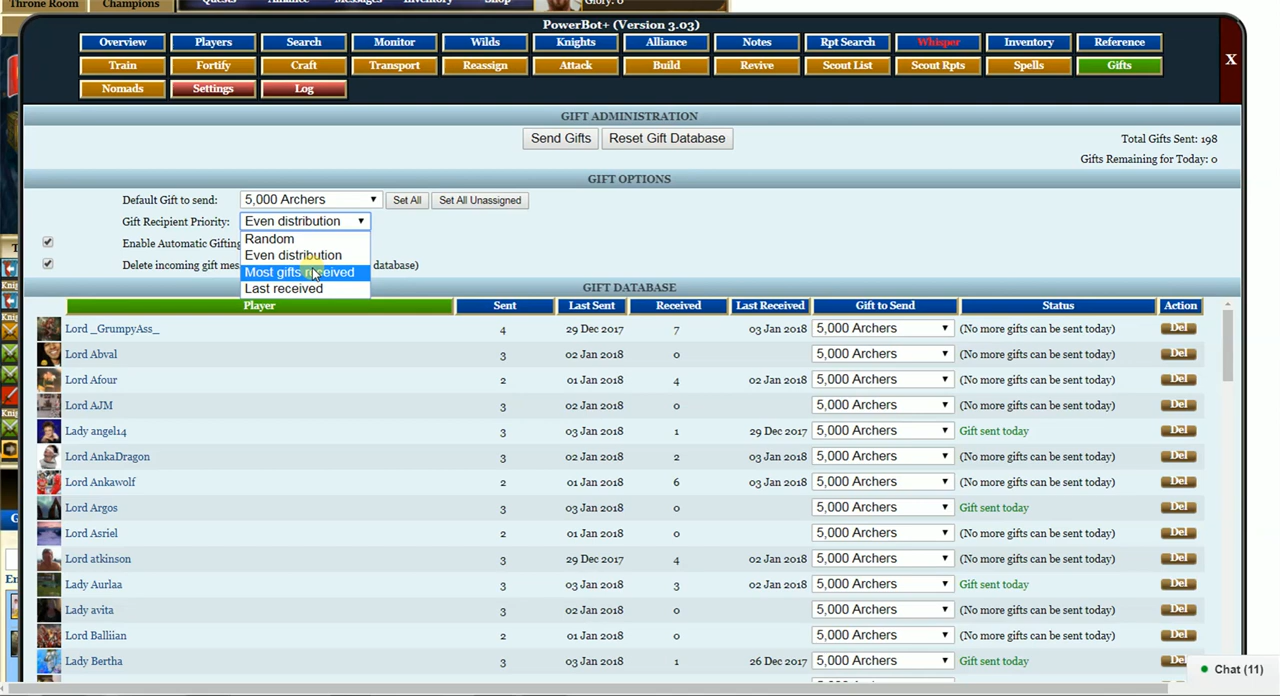 Throne Room Champions Quests Alliance Messages Inventory Shop Glory: 0
PowerBot+ (Version 3.03)
X
Overview Players Search Monitor Wilds Knights Alliance Notes Rpt Search Whisper Inventory Reference
Train Fortify Craft Transport Reassign Attack Build Revive Scout List Scout Rpts Spells Gifts
Nomads Settings Log
GIFT ADMINISTRATION
Send Gifts Reset Gift Database Total Gifts Sent: 198
Gifts Remaining for Today: 0
GIFT OPTIONS
Default Gift to send: 5,000 Archers Set All Set All Unassigned
Gift Recipient Priority: Even distribution
Random
Enable Automatic Gifting
Even distribution
Delete incoming gift mes database)
Most gifts received
Last received
GIFT DATABASE
Player Sent Last Sent Received Last Received Gift to Send Status Action
Lord _GrumpyAss_ 4 29 Dec 2017 7 03 Jan 2018 5,000 Archers (No more gifts can be sent today) Del
Lord Abval 3 02 Jan 2018 0 5,000 Archers (No more gifts can be sent today) Del
Lord Afour 2 01 Jan 2018 4 02 Jan 2018 5,000 Archers (No more gifts can be sent today) Del
Lord AJM 3 02 Jan 2018 0 5,000 Archers (No more gifts can be sent today) Del
Lady angel14 3 03 Jan 2018 1 29 Dec 2017 5,000 Archers Gift sent today Del
Lord AnkaDragon 3 02 Jan 2018 2 03 Jan 2018 5,000 Archers (No more gifts can be sent today) Del
Lord Ankawolf 2 01 Jan 2018 6 03 Jan 2018 5,000 Archers (No more gifts can be sent today) Del
Lord Argos 3 03 Jan 2018 0 5,000 Archers Gift sent today Del
Lord Asriel 2 01 Jan 2018 0 5,000 Archers (No more gifts can be sent today) Del
Lord atkinson 3 29 Dec 2017 4 02 Jan 2018 5,000 Archers (No more gifts can be sent today) Del
Lady Aurlaa 3 03 Jan 2018 3 02 Jan 2018 5,000 Archers Gift sent today Del
Lady avita 3 02 Jan 2018 0 5,000 Archers (No more gifts can be sent today) Del
Lord Balliian 2 01 Jan 2018 0 5,000 Archers (No more gifts can be sent today) Del
Lady Bertha 3 03 Jan 2018 1 26 Dec 2017 5,000 Archers Gift sent today Del
Chat (11)